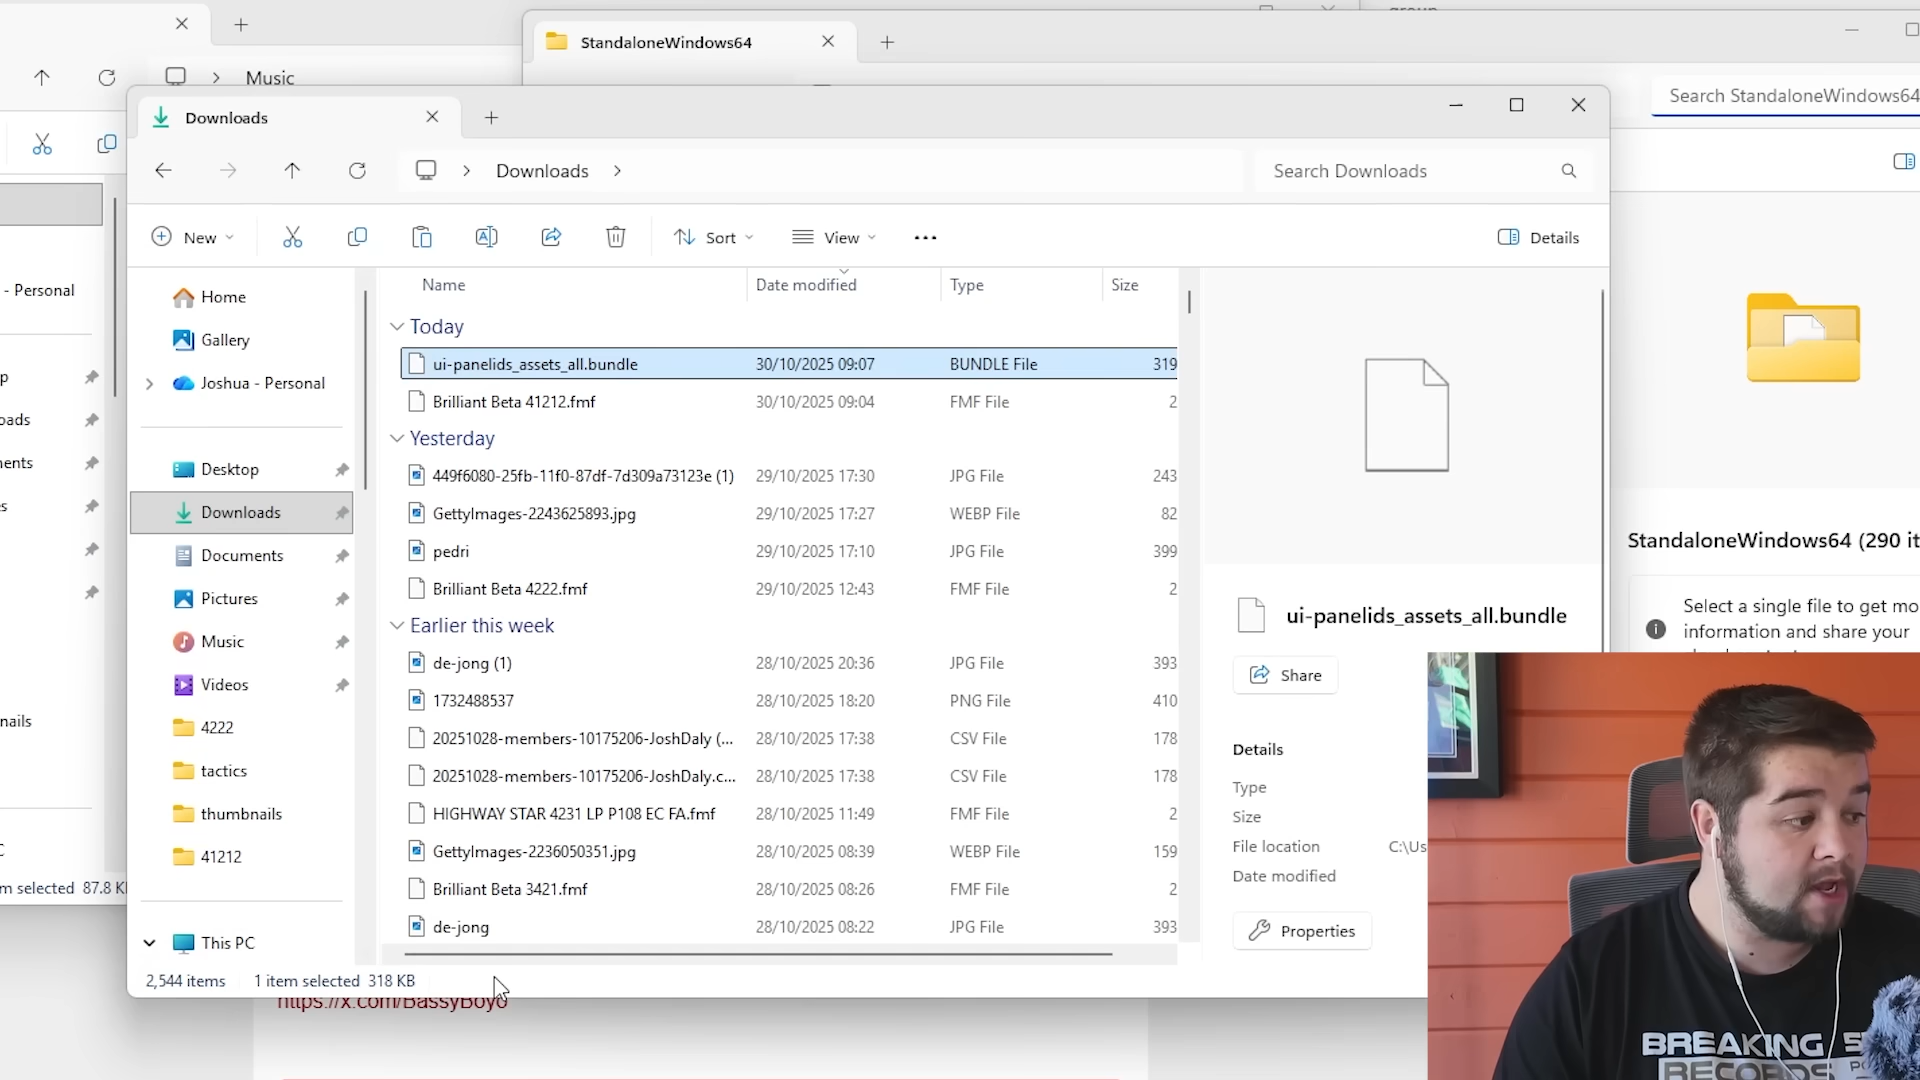 group
StandaloneWindows64
Music
Search StandaloneWindows64
Downloads
Downloads
Search Downloads
New
Sort
View
Details
- Personal
Home
Gallery
Joshua - Personal
Desktop
Downloads
Documents
Pictures
Music
Videos
4222
tactics
thumbnails
41212
This PC
Name
Date modified
Type
Size
Today
ui-panelids_assets_all.bundle 30/10/2025 09:07 BUNDLE File 319
Brilliant Beta 41212.fmf 30/10/2025 09:04 FMF File 2
Yesterday
449f6080-25fb-11f0-87df-7d309a73123e (1) 29/10/2025 17:30 JPG File 243
GettyImages-2243625893.jpg 29/10/2025 17:27 WEBP File 82
pedri 29/10/2025 17:10 JPG File 399
Brilliant Beta 4222.fmf 29/10/2025 12:43 FMF File 2
Earlier this week
de-jong (1) 28/10/2025 20:36 JPG File 393
1732488537 28/10/2025 18:20 PNG File 410
20251028-members-10175206-JoshDaly (... 28/10/2025 17:38 CSV File 178
20251028-members-10175206-JoshDaly.c... 28/10/2025 17:38 CSV File 178
HIGHWAY STAR 4231 LP P108 EC FA.fmf 28/10/2025 11:49 FMF File 2
GettyImages-2236050351.jpg 28/10/2025 08:39 WEBP File 159
Brilliant Beta 3421.fmf 28/10/2025 08:26 FMF File 2
de-jong 28/10/2025 08:22 JPG File 393
2,544 items 1 item selected 318 KB
p
oads
ents
s
nails
C
m selected 87.8 K
ui-panelids_assets_all.bundle
Share
Details
Type
Size
File location C:\Us
Date modified
Properties
StandaloneWindows64 (290 it
Select a single file to get mo
information and share your
https://x.com/BassyBoyo
BREAKING
RECORDS